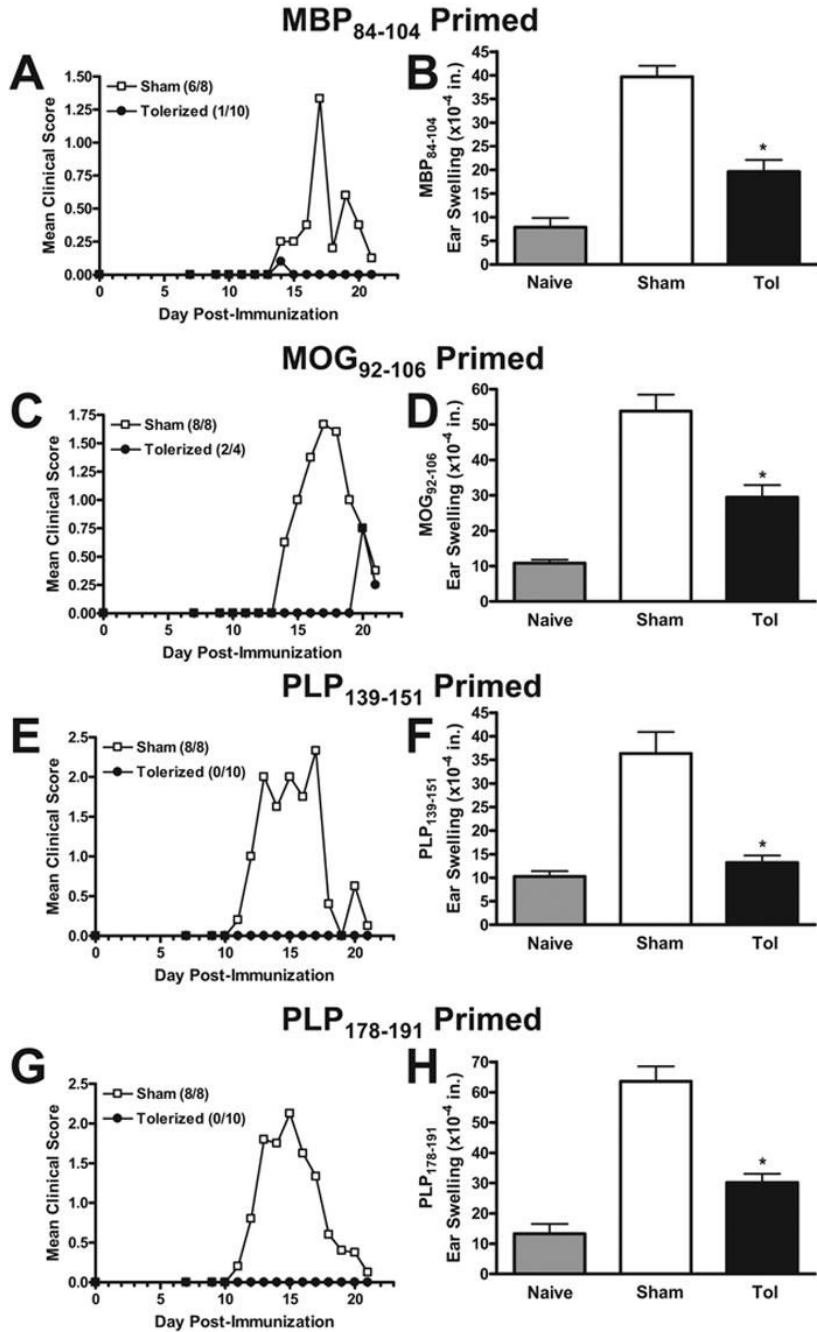 MBP84-104 Primed
A
Sham (6/8)
Tolerized (1/10)
Mean Clinical Score
1.50
1.25
1.00
0.75
0.50
0.25
0.00
0 5 10 15 20
Day Post-Immunization
B
MBP84-104
Ear Swelling (x10-4 in.)
45
40
35
30
25
20
15
10
5
0
*
Naive Sham Tol
MOG92-106 Primed
C
Sham (8/8)
Tolerized (2/4)
Mean Clinical Score
1.75
1.50
1.25
1.00
0.75
0.50
0.25
0.00
0 5 10 15 20
Day Post-Immunization
D
MOG92-106
Ear Swelling (x10-4 in.)
60
50
40
30
20
10
0
*
Naive Sham Tol
PLP139-151 Primed
E
Sham (8/8)
Tolerized (0/10)
Mean Clinical Score
2.5
2.0
1.5
1.0
0.5
0.0
0 5 10 15 20
Day Post-Immunization
F
PLP139-151
Ear Swelling (x10-4 in.)
45
40
35
30
25
20
15
10
5
0
*
Naive Sham Tol
PLP178-191 Primed
G
Sham (8/8)
Tolerized (0/10)
Mean Clinical Score
2.5
2.0
1.5
1.0
0.5
0.0
0 5 10 15 20
Day Post-Immunization
H
PLP178-191
Ear Swelling (x10-4 in.)
70
60
50
40
30
20
10
0
*
Naive Sham Tol